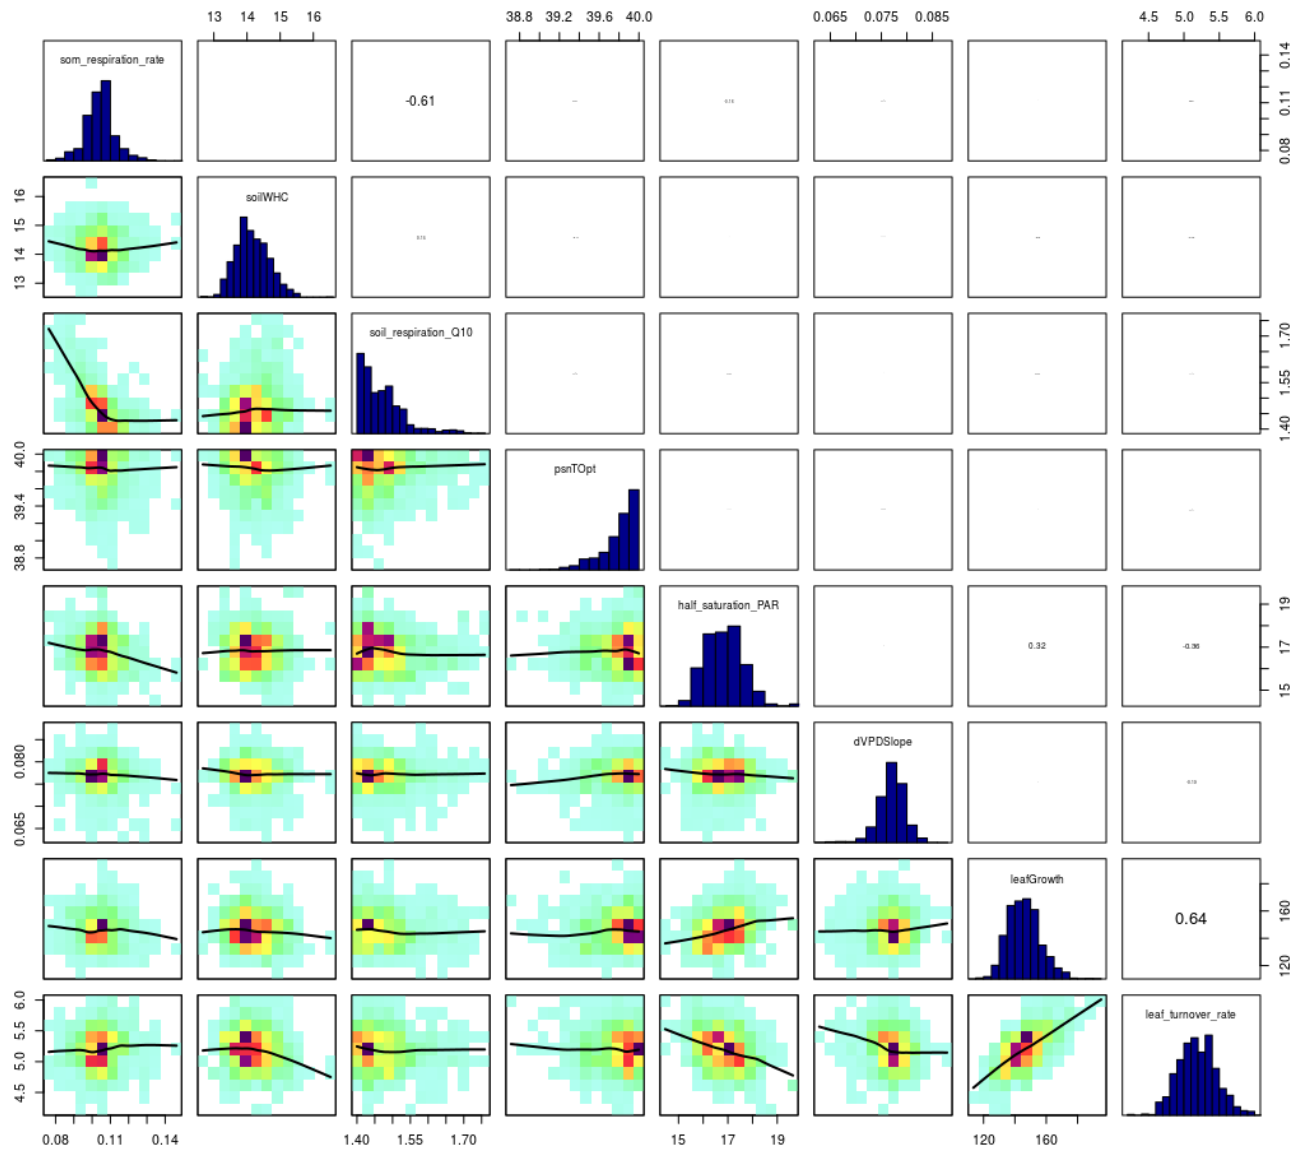 13 14 15 16 38.8 39.2 39.6 40.0 0.065 0.075 0.085 4.5 5.0 5.5 6.0
som_respiration_rate
-0.61
0.08 0.11 0.14
soilWHC
13 14 15 16
soil_respiration_Q10
1.40 1.55 1.70
psnTOpt
38.8 39.4 40.0
half_saturation_PAR
0.32
-0.36
15 17 19
dVPDSlope
0.065 0.080
leafGrowth
0.64
120 160
leaf_turnover_rate
4.5 5.0 5.5 6.0
0.08 0.11 0.14 1.40 1.55 1.70 15 17 19 120 160